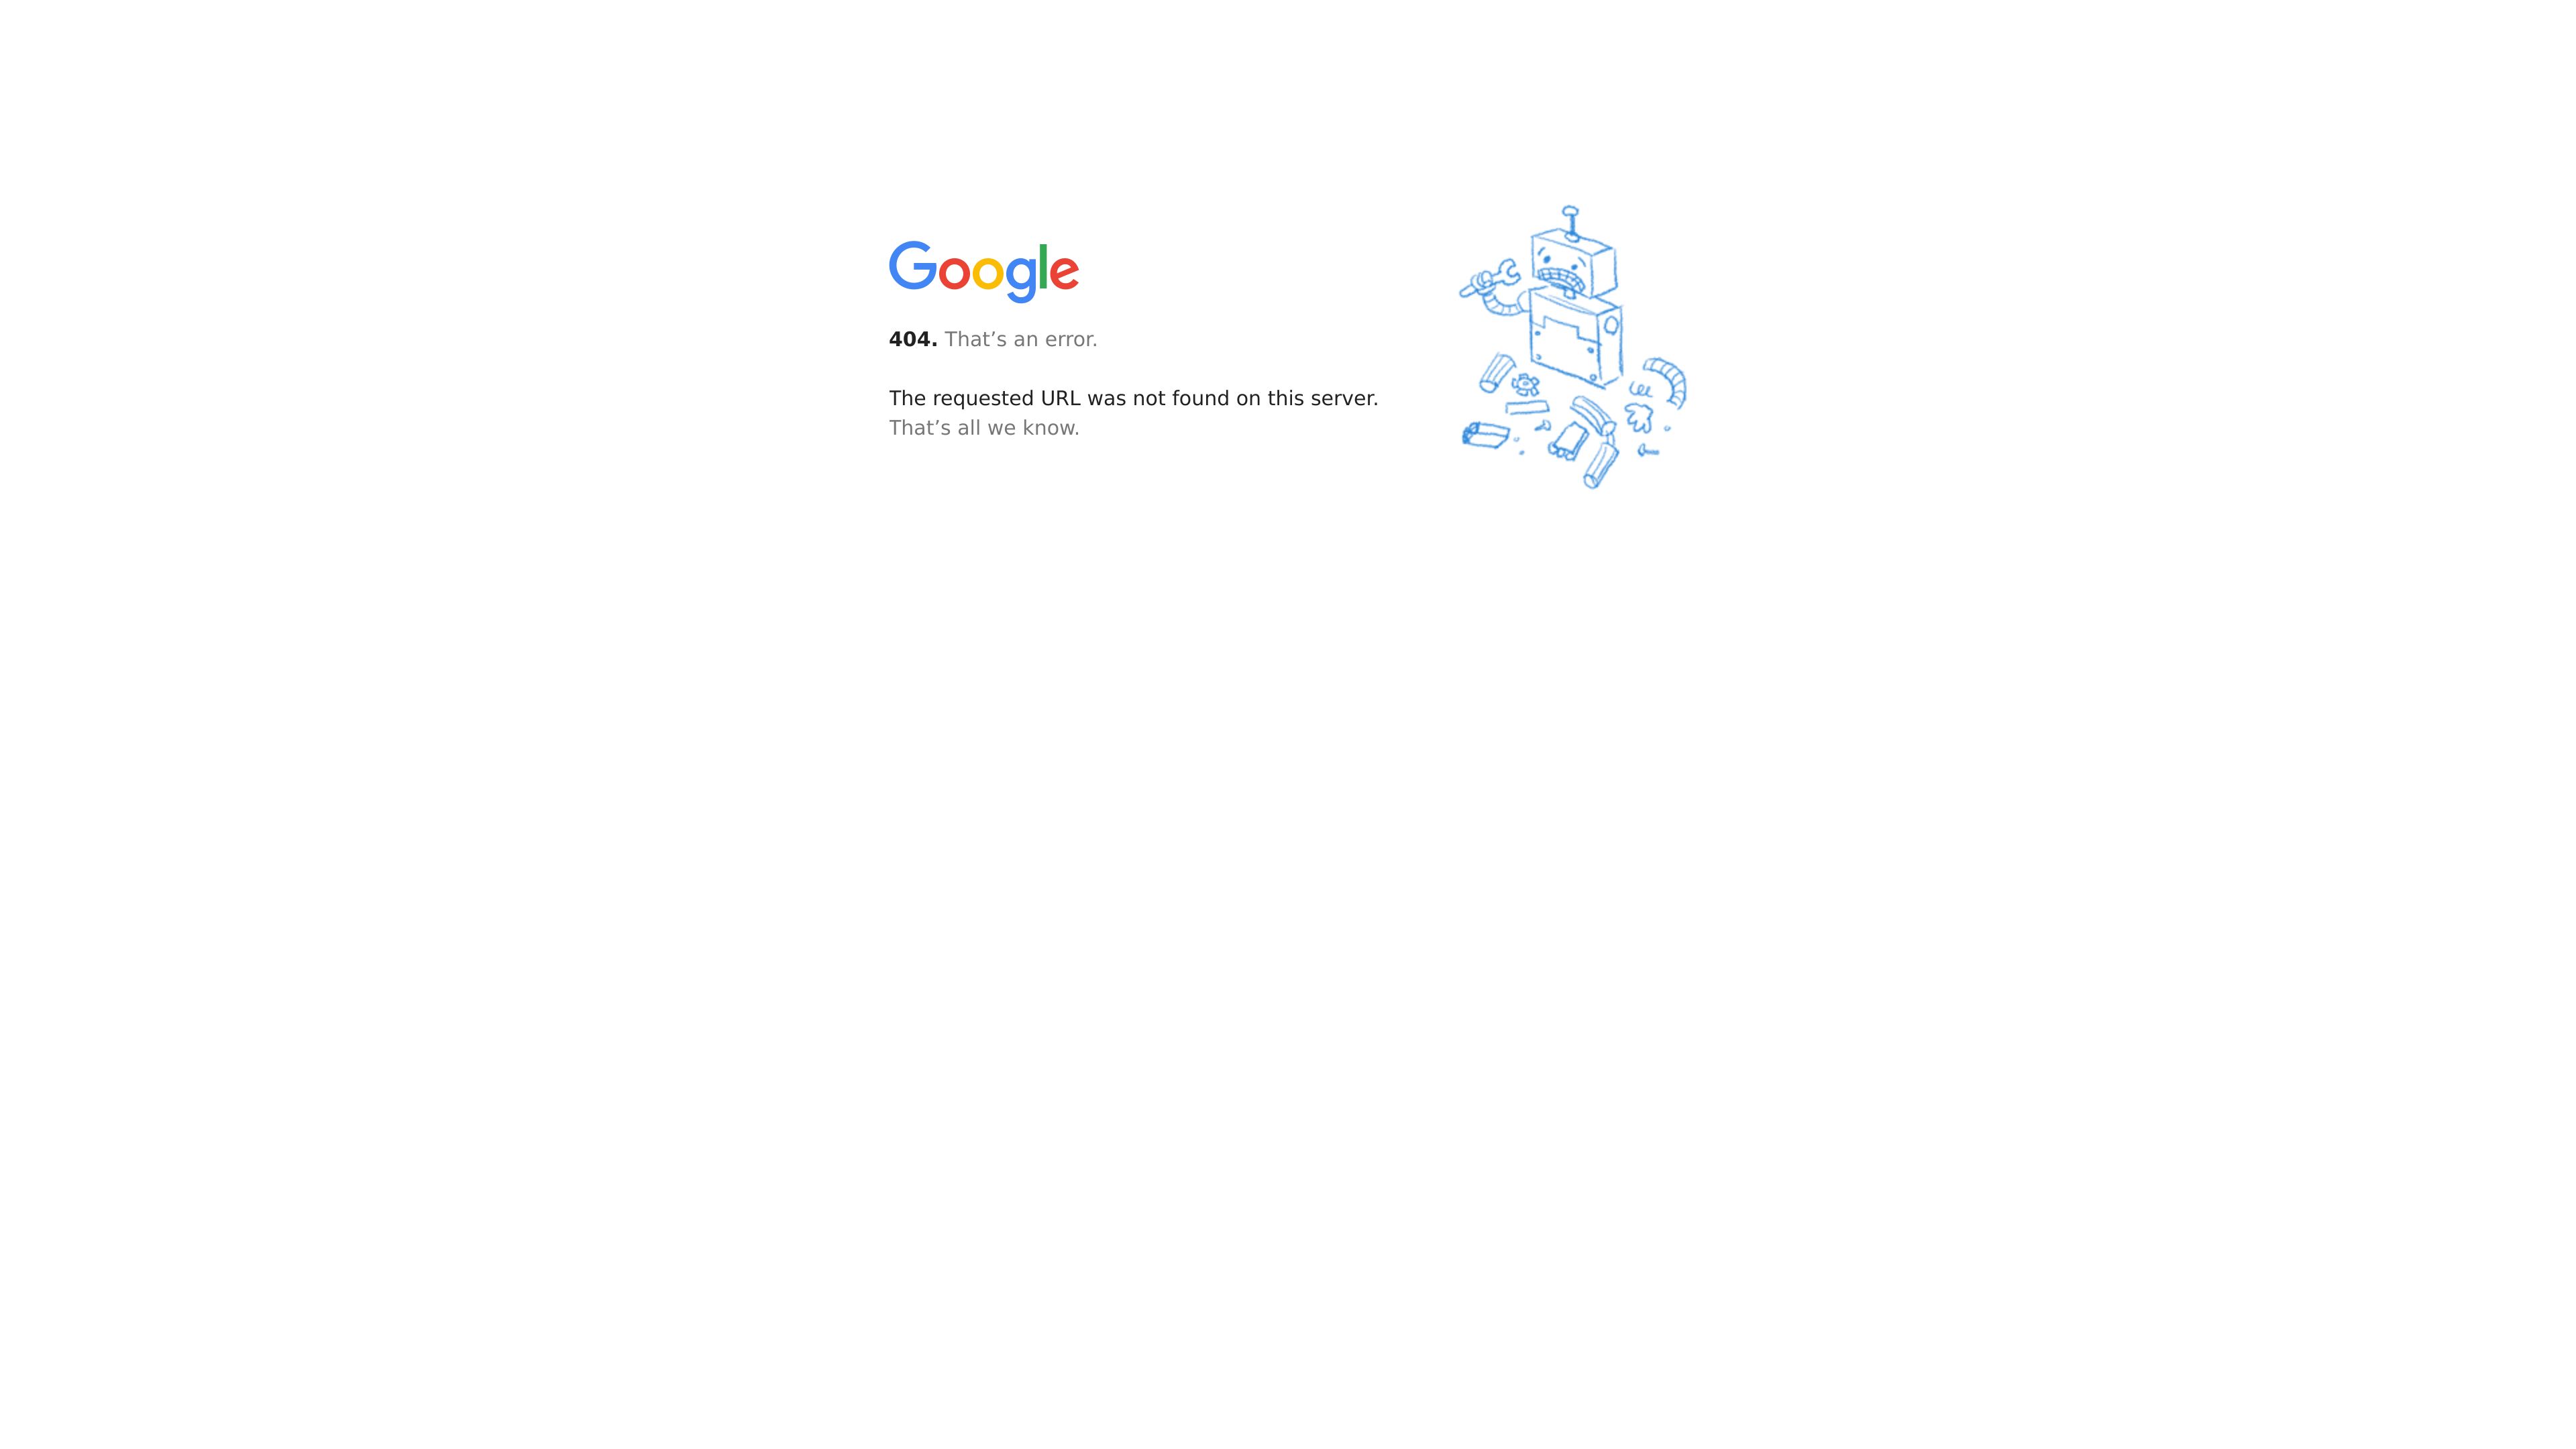 Google
404. That’s an error.
The requested URL was not found on this server.
That’s all we know.